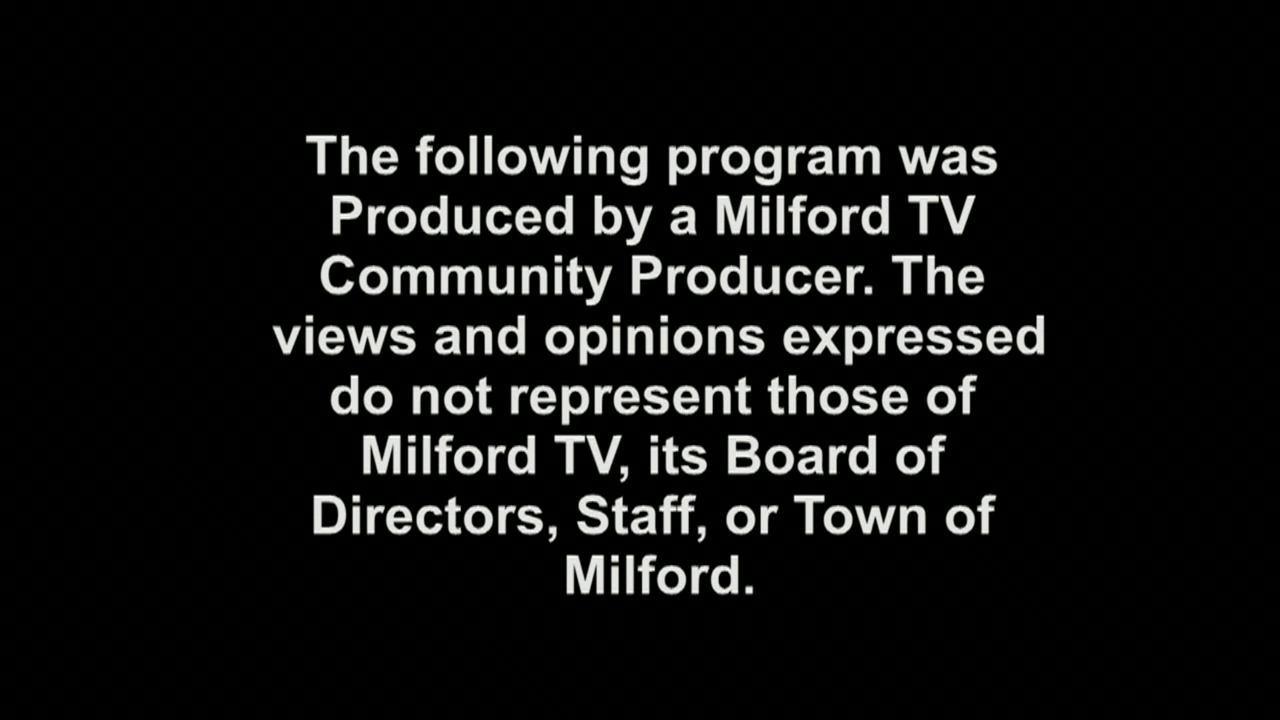 The following program was
Produced by a Milford TV
Community Producer. The
views and opinions expressed
do not represent those of
Milford TV, its Board of
Directors, Staff, or Town of
Milford.